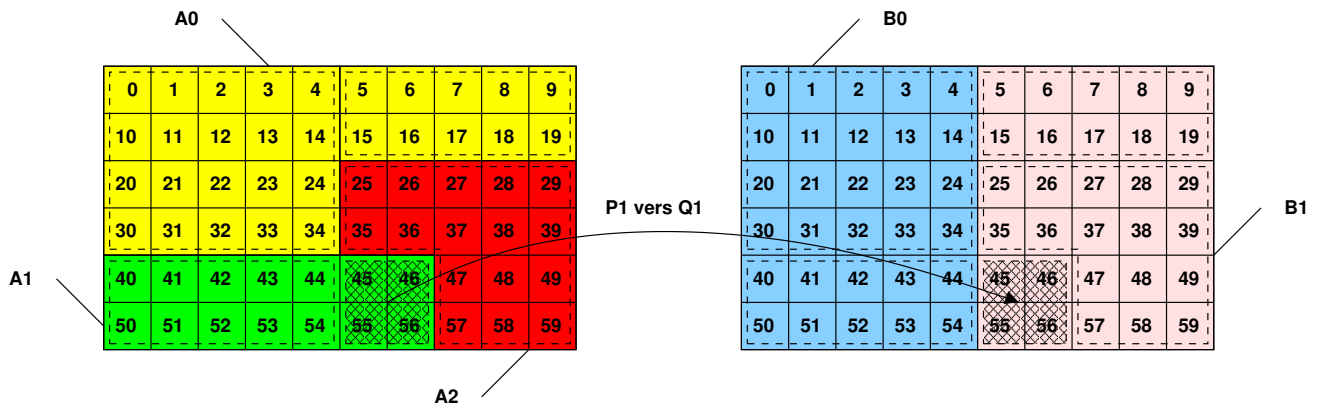 A0 B0
0 1 2 3 4 5 6 7 8 9 0 1 2 3 4 5 6 7 8 9
10 11 12 13 14 15 16 17 18 19 10 11 12 13 14 15 16 17 18 19
20 21 22 23 24 25 26 27 28 29 20 21 22 23 24 25 26 27 28 29
P1 vers Q1 B1
30 31 32 33 34 35 36 37 38 39 30 31 32 33 34 35 36 37 38 39
A1 40 41 42 43 44 45 46 47 48 49 40 41 42 43 44 45 46 47 48 49
50 51 52 53 54 55 56 57 58 59 50 51 52 53 54 55 56 57 58 59
A2